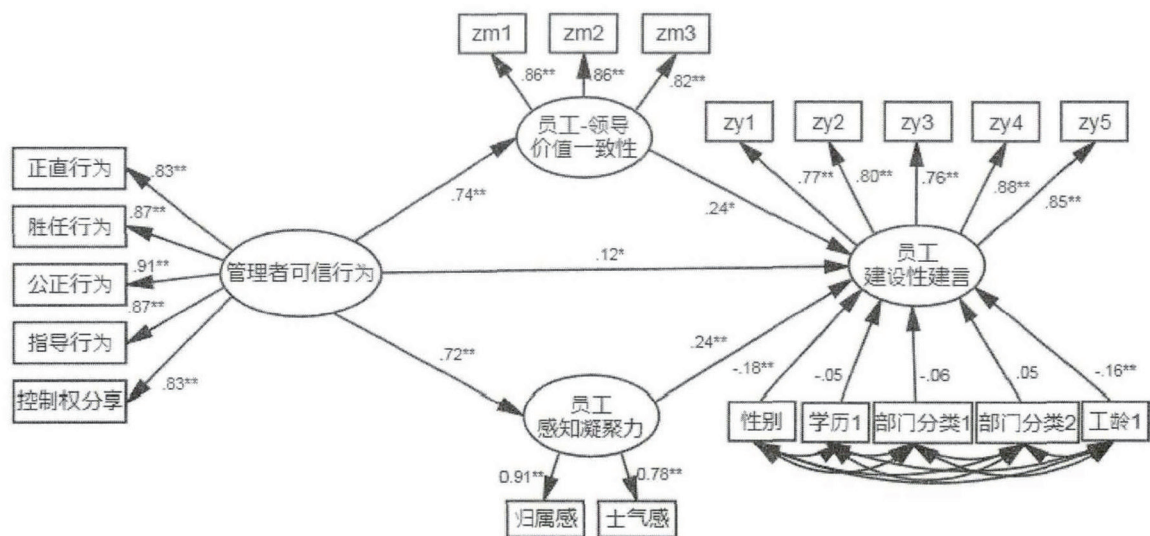 zm1
zm2
zm3
.86**
.86**
.82**
员工-领导
价值一致性
zy1
zy2
zy3
zy4
zy5
.77**
.80**
.76**
.88**
.85**
正直行为
胜任行为
公正行为
指导行为
控制权分享
.83**
.87**
.91**
.87**
.83**
管理者可信行为
.74**
.24*
.12*
.72**
.24**
员工
建设性建言
员工
感知凝聚力
0.91**
0.78**
归属感
士气感
-.18**
-.05
-.06
.05
-.16**
性别
学历1
部门分类1
部门分类2
工龄1